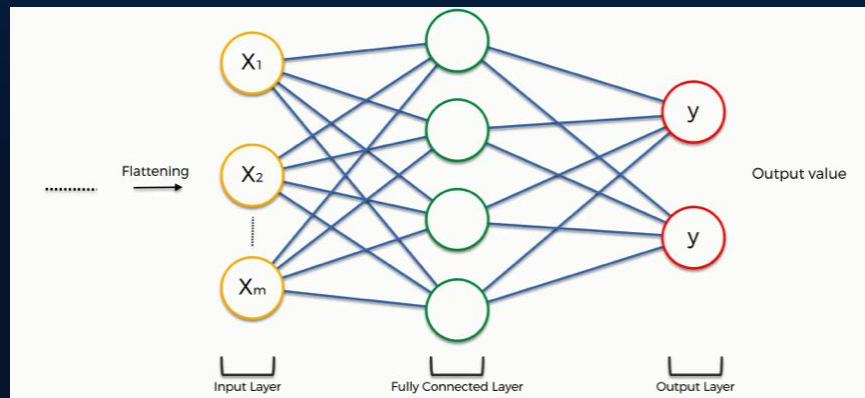 X1
Flattening
X2
Xm
y
y
Output value
Input Layer
Fully Connected Layer
Output Layer